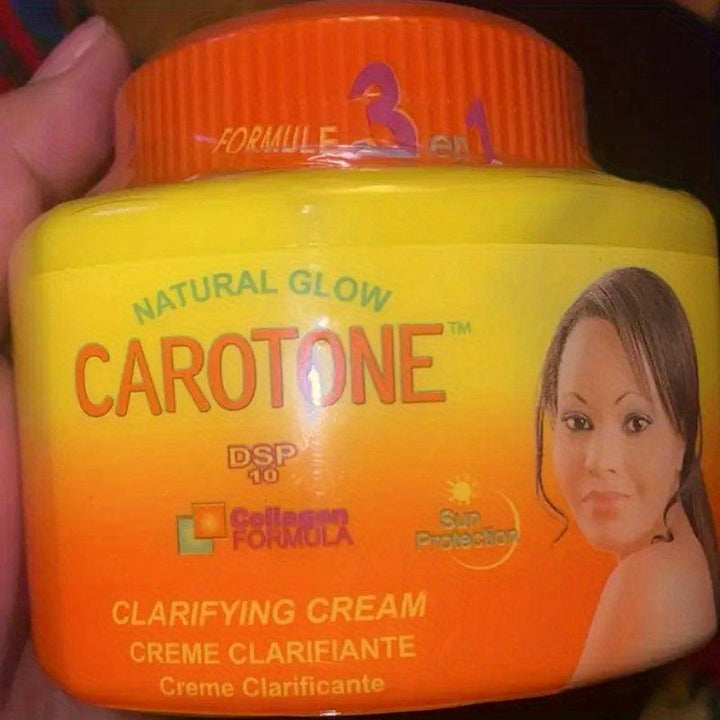 FORMULE 3 en 1
NATURAL GLOW
CAROTONE™
DSP
10
Collagen
FORMULA
Sun
Protection
CLARIFYING CREAM
CREME CLARIFIANTE
Creme Clarificante